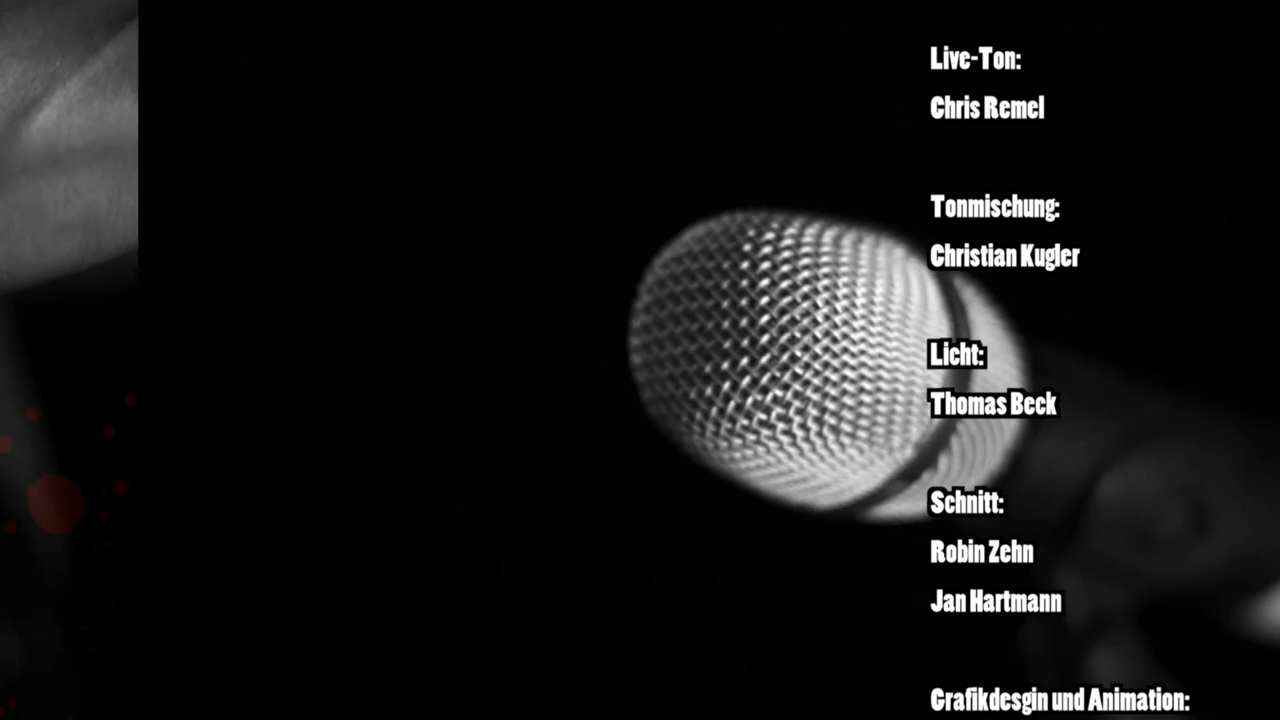 Live-Ton:
Chris Remel
Tonmischung:
Christian Kugler
Licht:
Thomas Beck
Schnitt:
Robin Zehn
Jan Hartmann
Grafikdesgin und Animation: